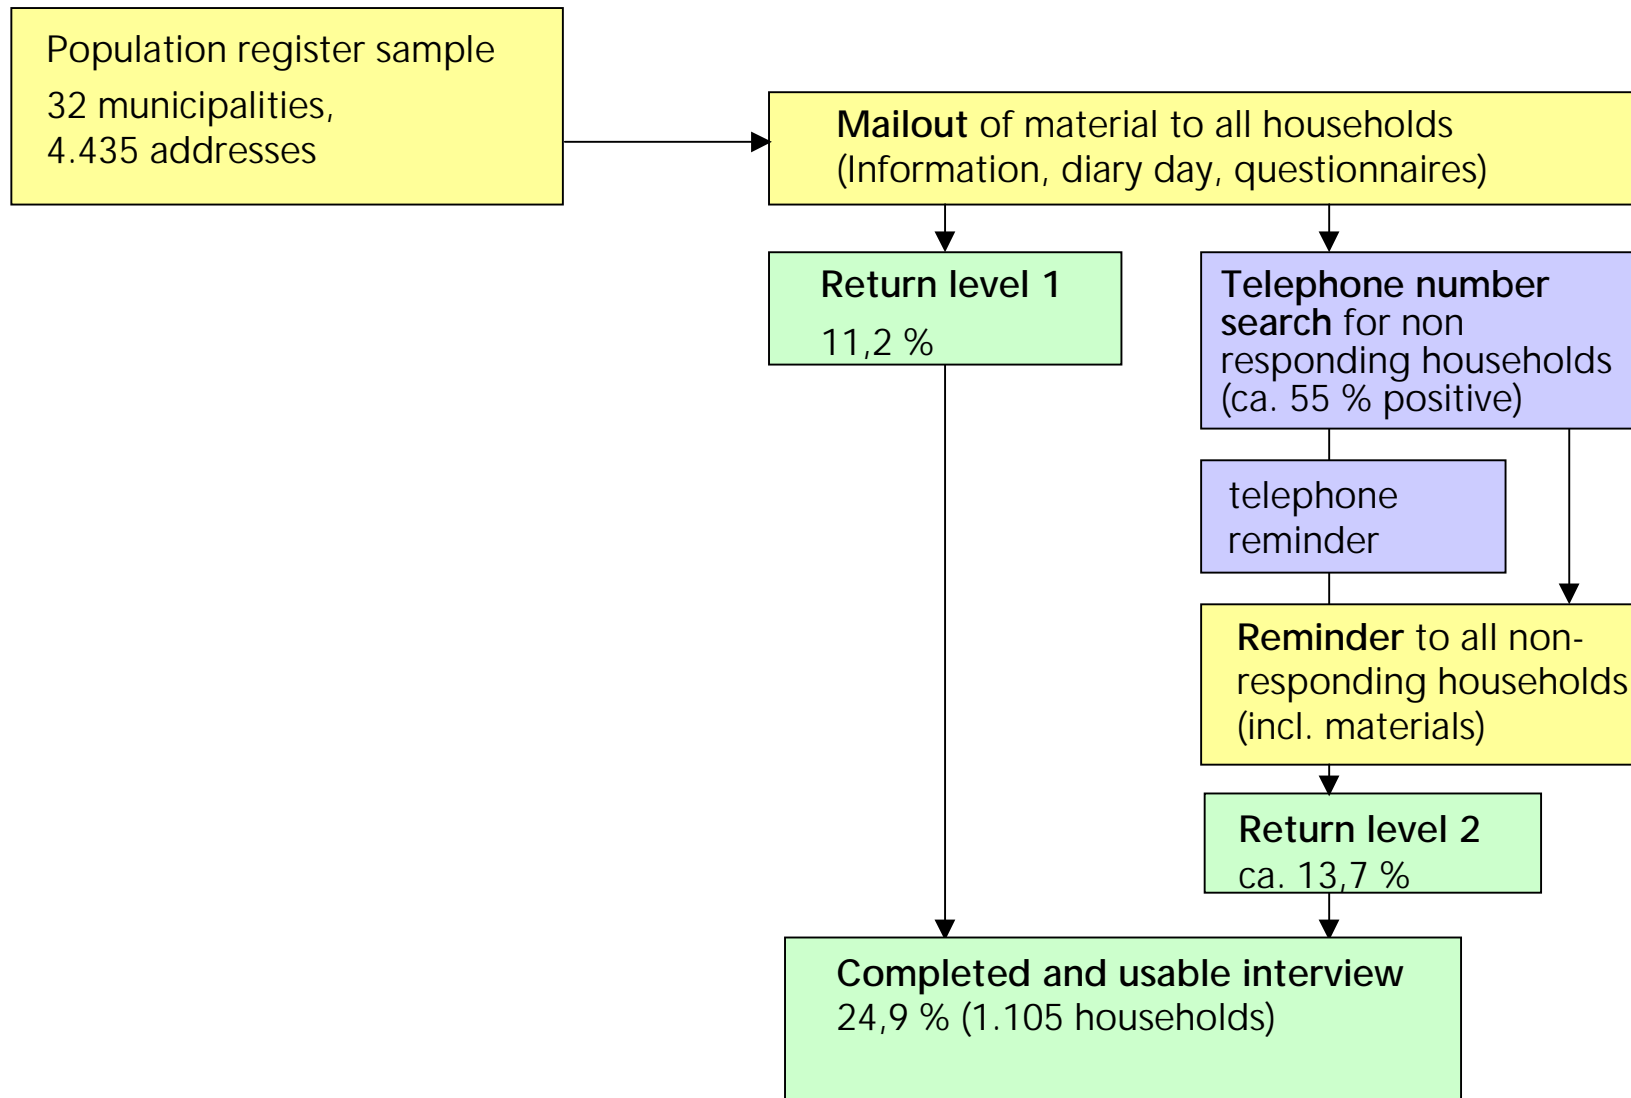 Population register sample
32 municipalities,
4.435 addresses
Mailout of material to all households
(Information, diary day, questionnaires)
Return level 1
11,2 %
Telephone number
search for non
responding households
(ca. 55 % positive)
telephone
reminder
Reminder to all non-
responding households
(incl. materials)
Return level 2
ca. 13,7 %
Completed and usable interview
24,9 % (1.105 households)